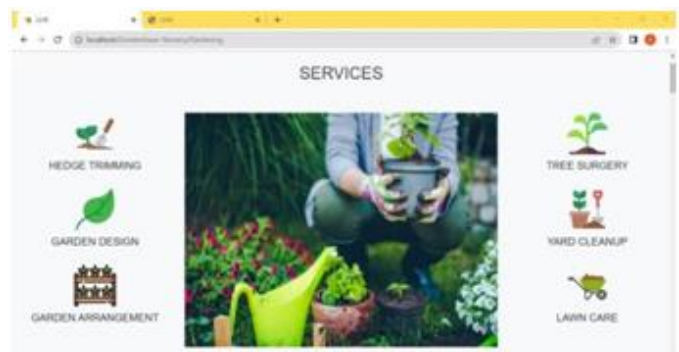 SERVICES
HEDGE TRIMMING
TREE SURGERY
GARDEN DESIGN
YARD CLEANUP
GARDEN ARRANGEMENT
LAWN CARE